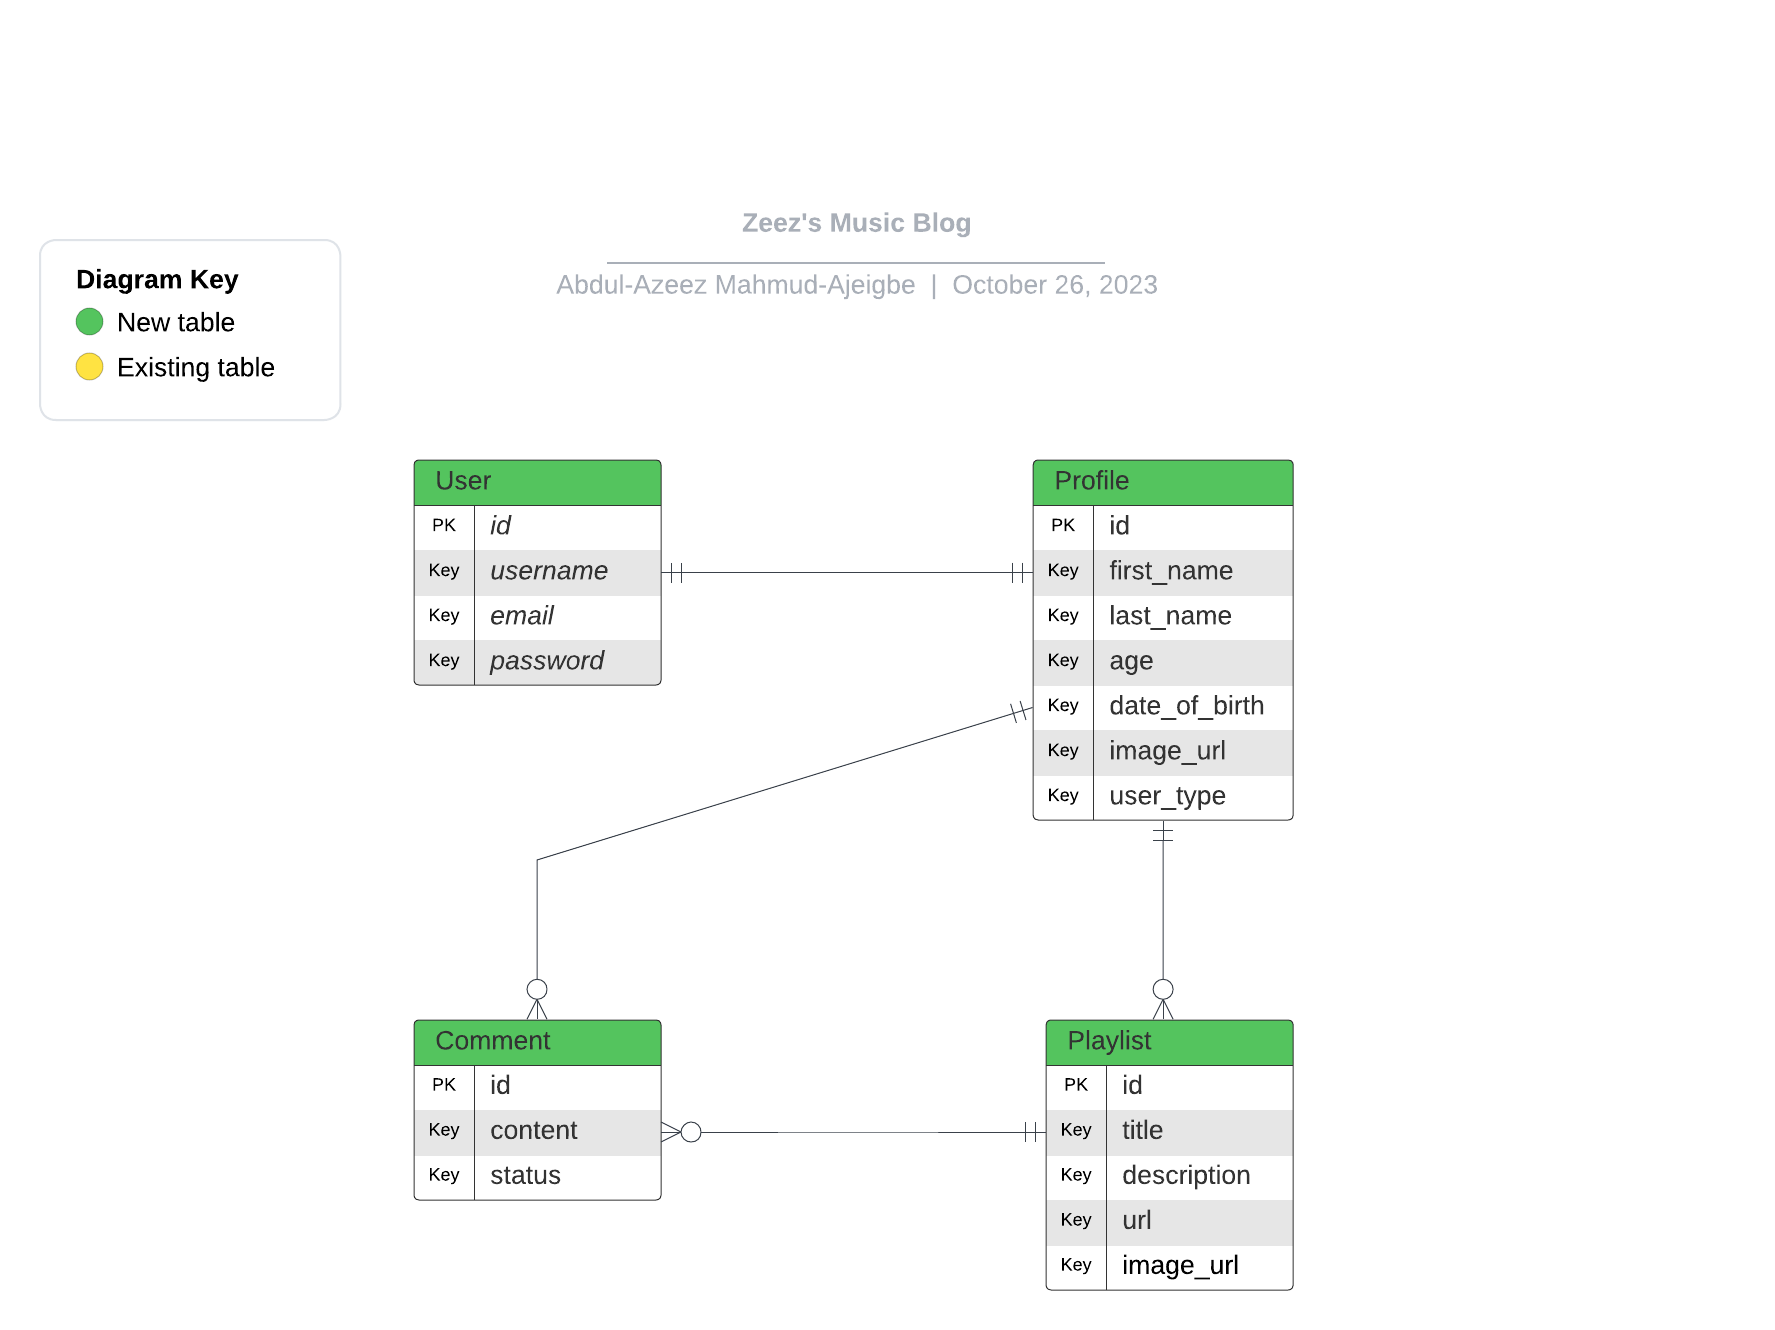 Zeez's Music Blog
Abdul-Azeez Mahmud-Ajeigbe | October 26, 2023
Diagram Key
New table
Existing table
User
PK id
Key username
Key email
Key password
Profile
PK id
Key first_name
Key last_name
Key age
Key date_of_birth
Key image_url
Key user_type
Comment
PK id
Key content
Key status
Playlist
PK id
Key title
Key description
Key url
Key image_url